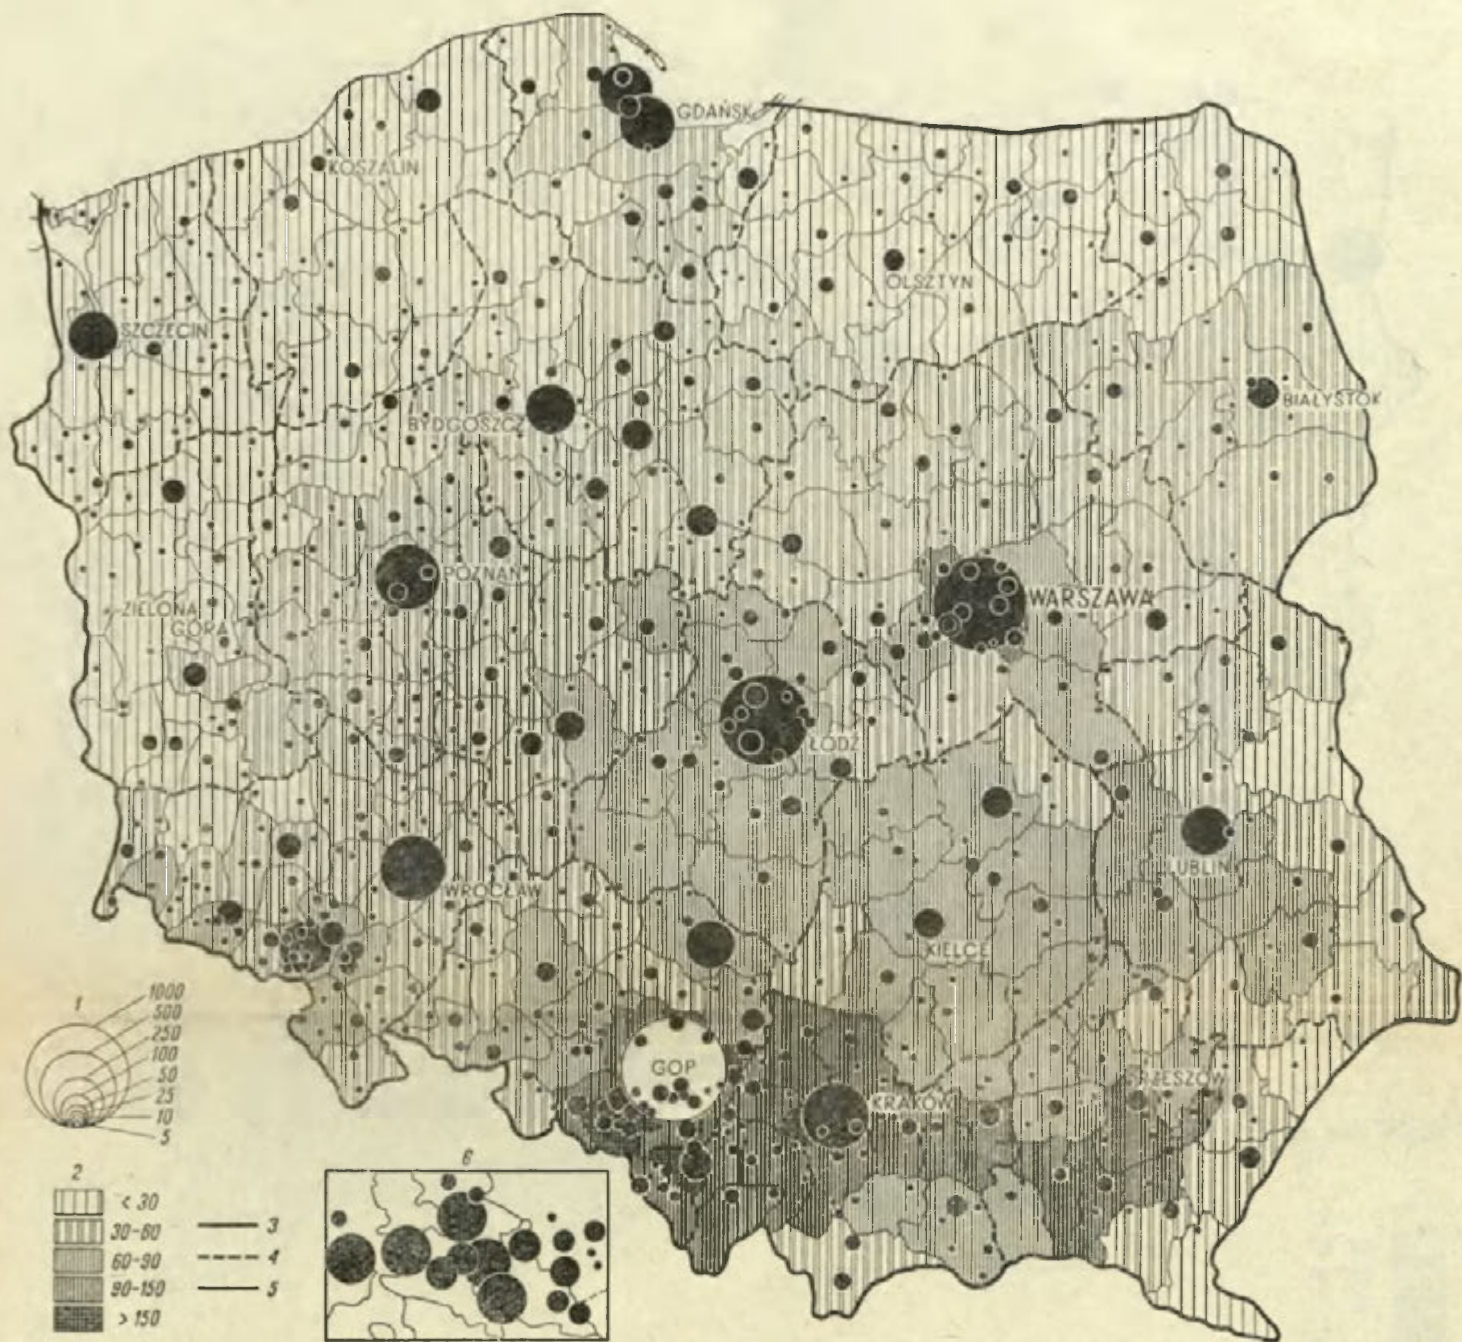 GDAŃSK
KOSZALIN
OLSZTYN
SZCZECIN
BIAŁYSTOK
BYDGOSZCZ
POZNAŃ
WARSZAWA
ZIELONA
GÓRA
ŁÓDŹ
LUBLIN
WROCŁAW
KIELCE
GOP
KRAKÓW
RZESZÓW
1
1000
500
250
100
50
25
10
5
2
< 30
30-60
60-90
90-150
> 150
3
4
5
6